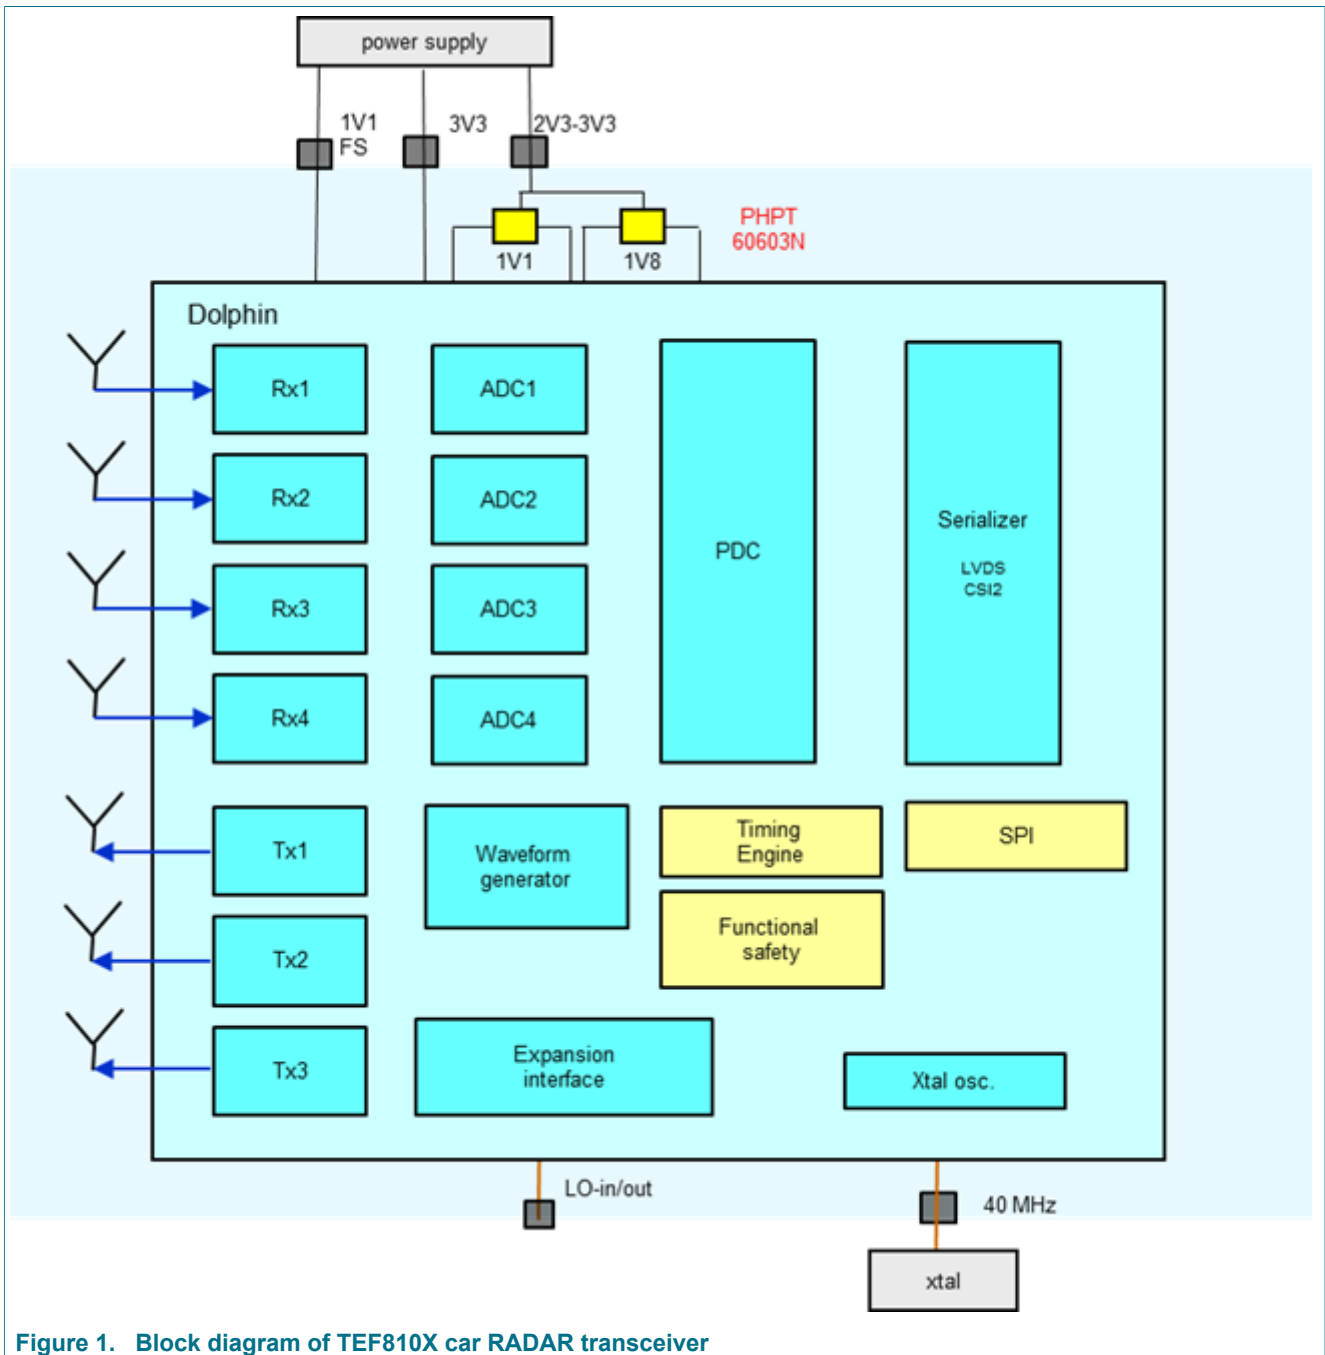 power supply
1V1
FS
3V3
2V3-3V3
PHPT
60603N
1V1
1V8
Dolphin
Rx1
ADC1
Rx2
ADC2
PDC
Serializer
LVDS
CSI2
Rx3
ADC3
Rx4
ADC4
Tx1
Waveform
generator
Timing
Engine
SPI
Functional
safety
Tx2
Tx3
Expansion
interface
Xtal osc.
LO-in/out
40 MHz
xtal
Figure 1. Block diagram of TEF810X car RADAR transceiver